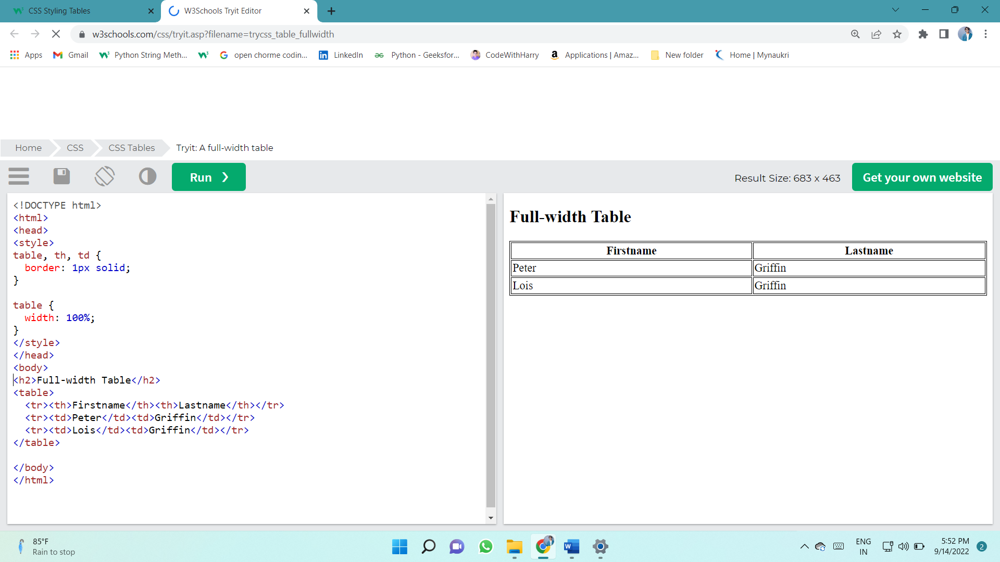 CSS Styling Tables
W3Schools Tryit Editor
w3schools.com/css/tryit.asp?filename=trycss_table_fullwidth
Apps
Gmail
Python String Meth...
open chorme codin...
LinkedIn
Python - Geeksfor...
CodeWithHarry
Applications | Amaz...
New folder
Home | Mynaukri
Home
CSS
CSS Tables
Tryit: A full-width table
Run ❯
Result Size: 683 x 463
Get your own website
<!DOCTYPE html>
<html>
<head>
<style>
table, th, td {
  border: 1px solid;
}
table {
  width: 100%;
}
</style>
</head>
<body>
<h2>Full-width Table</h2>
<table>
  <tr><th>Firstname</th><th>Lastname</th></tr>
  <tr><td>Peter</td><td>Griffin</td></tr>
  <tr><td>Lois</td><td>Griffin</td></tr>
</table>
</body>
</html>
Full-width Table
Firstname Lastname
Peter Griffin
Lois Griffin
85°F
Rain to stop
ENG
IN
5:52 PM
9/14/2022
2